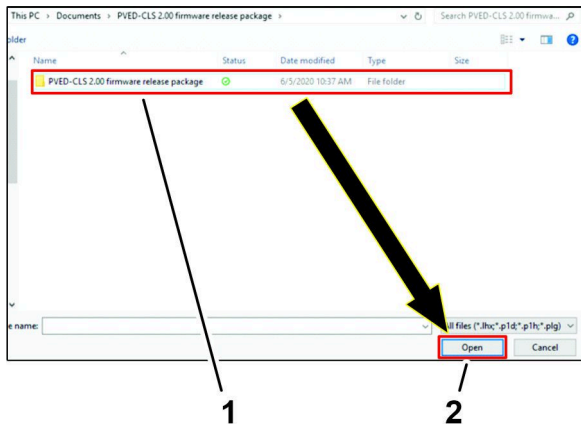 This PC > Documents > PVED-CLS 2.00 firmware release package >
Search PVED-CLS 2.00 firmwa...
older
Name Status Date modified Type Size
PVED-CLS 2.00 firmware release package 6/5/2020 10:37 AM File folder
e name:
All files (*.lhx;*.p1d;*.p1h;*.plg)
Open Cancel
1 2